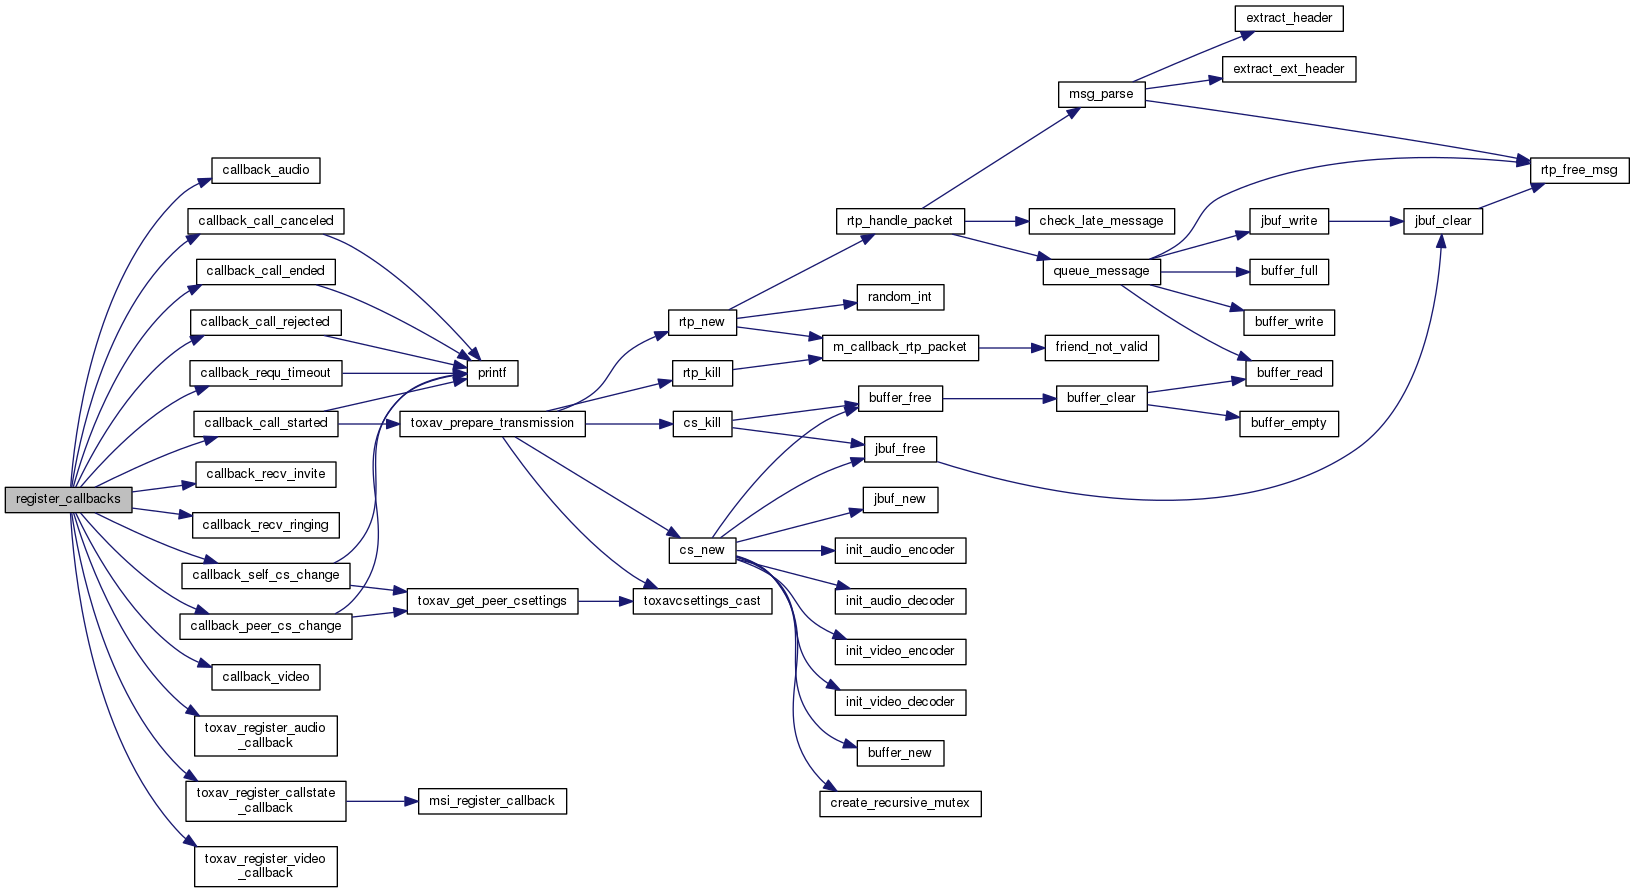 register_callbacks
callback_audio
callback_call_canceled
callback_call_ended
callback_call_rejected
callback_requ_timeout
callback_call_started
callback_recv_invite
callback_recv_ringing
callback_self_cs_change
callback_peer_cs_change
callback_video
toxav_register_audio
_callback
toxav_register_callstate
_callback
toxav_register_video
_callback
printf
toxav_prepare_transmission
toxav_get_peer_csettings
msi_register_callback
rtp_new
rtp_kill
cs_kill
cs_new
toxavcsettings_cast
rtp_handle_packet
random_int
m_callback_rtp_packet
buffer_free
jbuf_free
jbuf_new
init_audio_encoder
init_audio_decoder
init_video_encoder
init_video_decoder
buffer_new
create_recursive_mutex
msg_parse
check_late_message
queue_message
friend_not_valid
buffer_clear
extract_header
extract_ext_header
jbuf_write
buffer_full
buffer_write
buffer_read
buffer_empty
jbuf_clear
rtp_free_msg